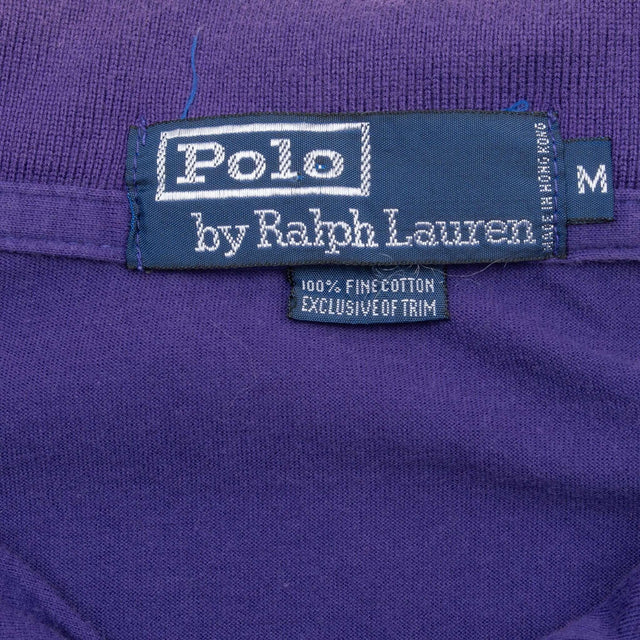 Polo
by Ralph Lauren
MADE IN HONG KONG
M
100% FINE COTTON
EXCLUSIVE OF TRIM